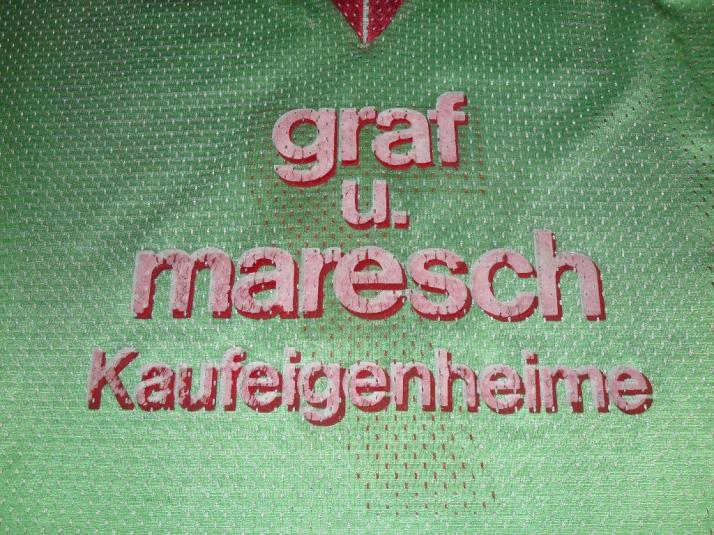 graf
u.
maresch
Kaufeigenheime